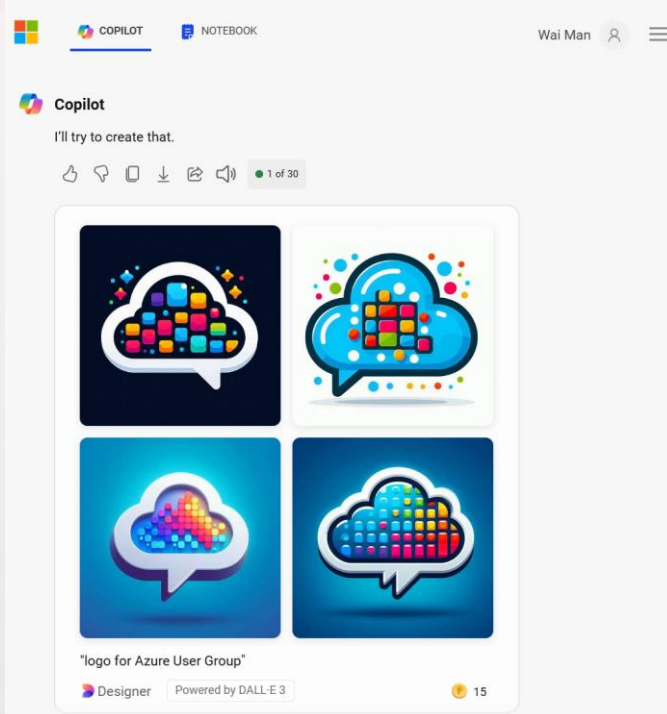 COPILOT
NOTEBOOK
Wai Man
Copilot
I'll try to create that.
1 of 30
"logo for Azure User Group"
Designer
Powered by DALL·E 3
15